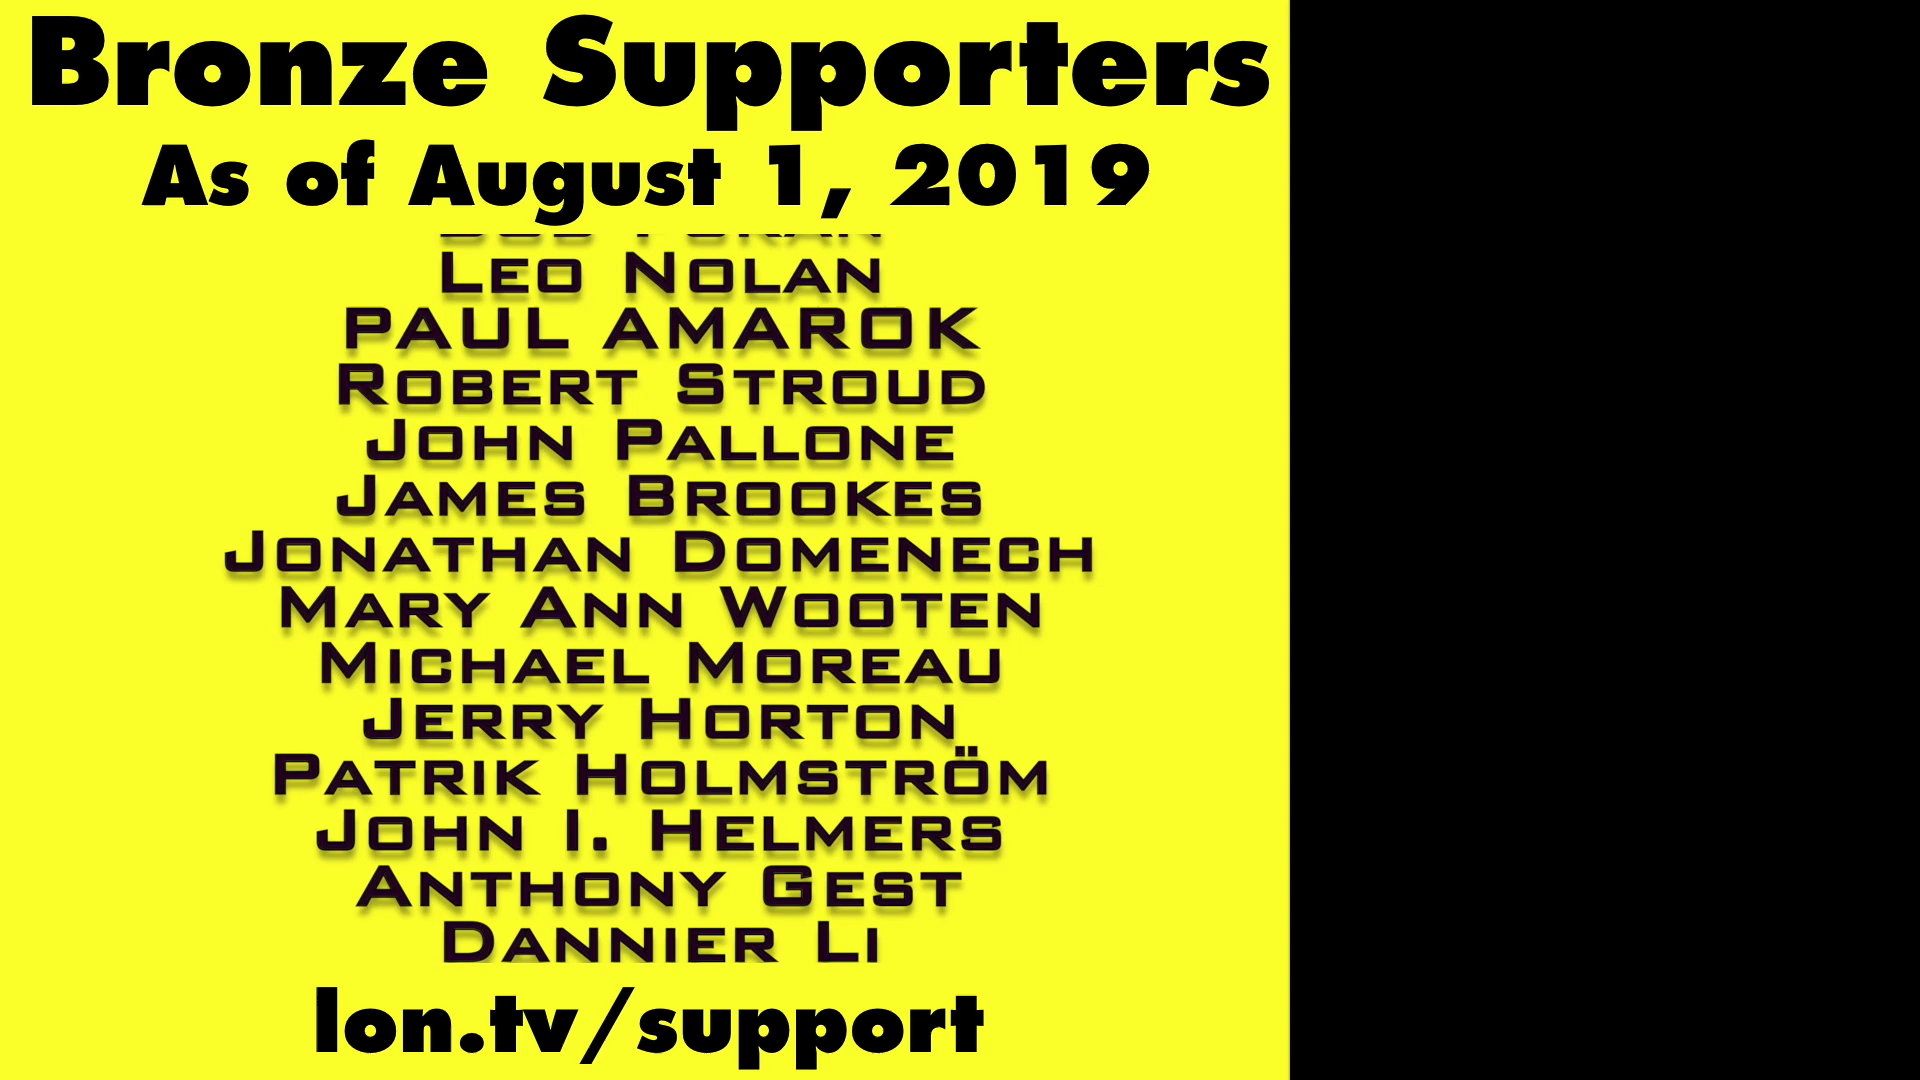 Bronze Supporters
As of August 1, 2019
Leo Nolan
PAUL AMAROK
Robert Stroud
John Pallone
James Brookes
Jonathan Domenech
Mary Ann Wooten
Michael Moreau
Jerry Horton
Patrik Holmström
John I. Helmers
Anthony Gest
Dannier Li
lon.tv/support